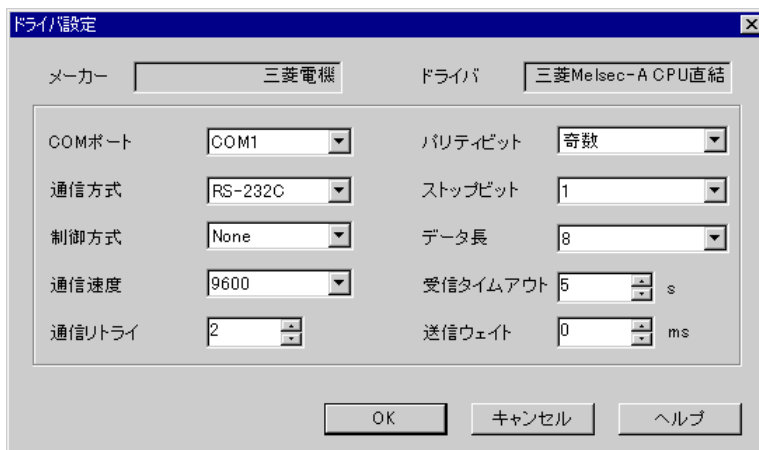 ドライバ設定
メーカー 三菱電機 ドライバ 三菱Melsec-A CPU直結
COMポート COM1 パリティビット 奇数
通信方式 RS-232C ストップビット 1
制御方式 None データ長 8
通信速度 9600 受信タイムアウト 5 s
通信リトライ 2 送信ウェイト 0 ms
OK キャンセル ヘルプ